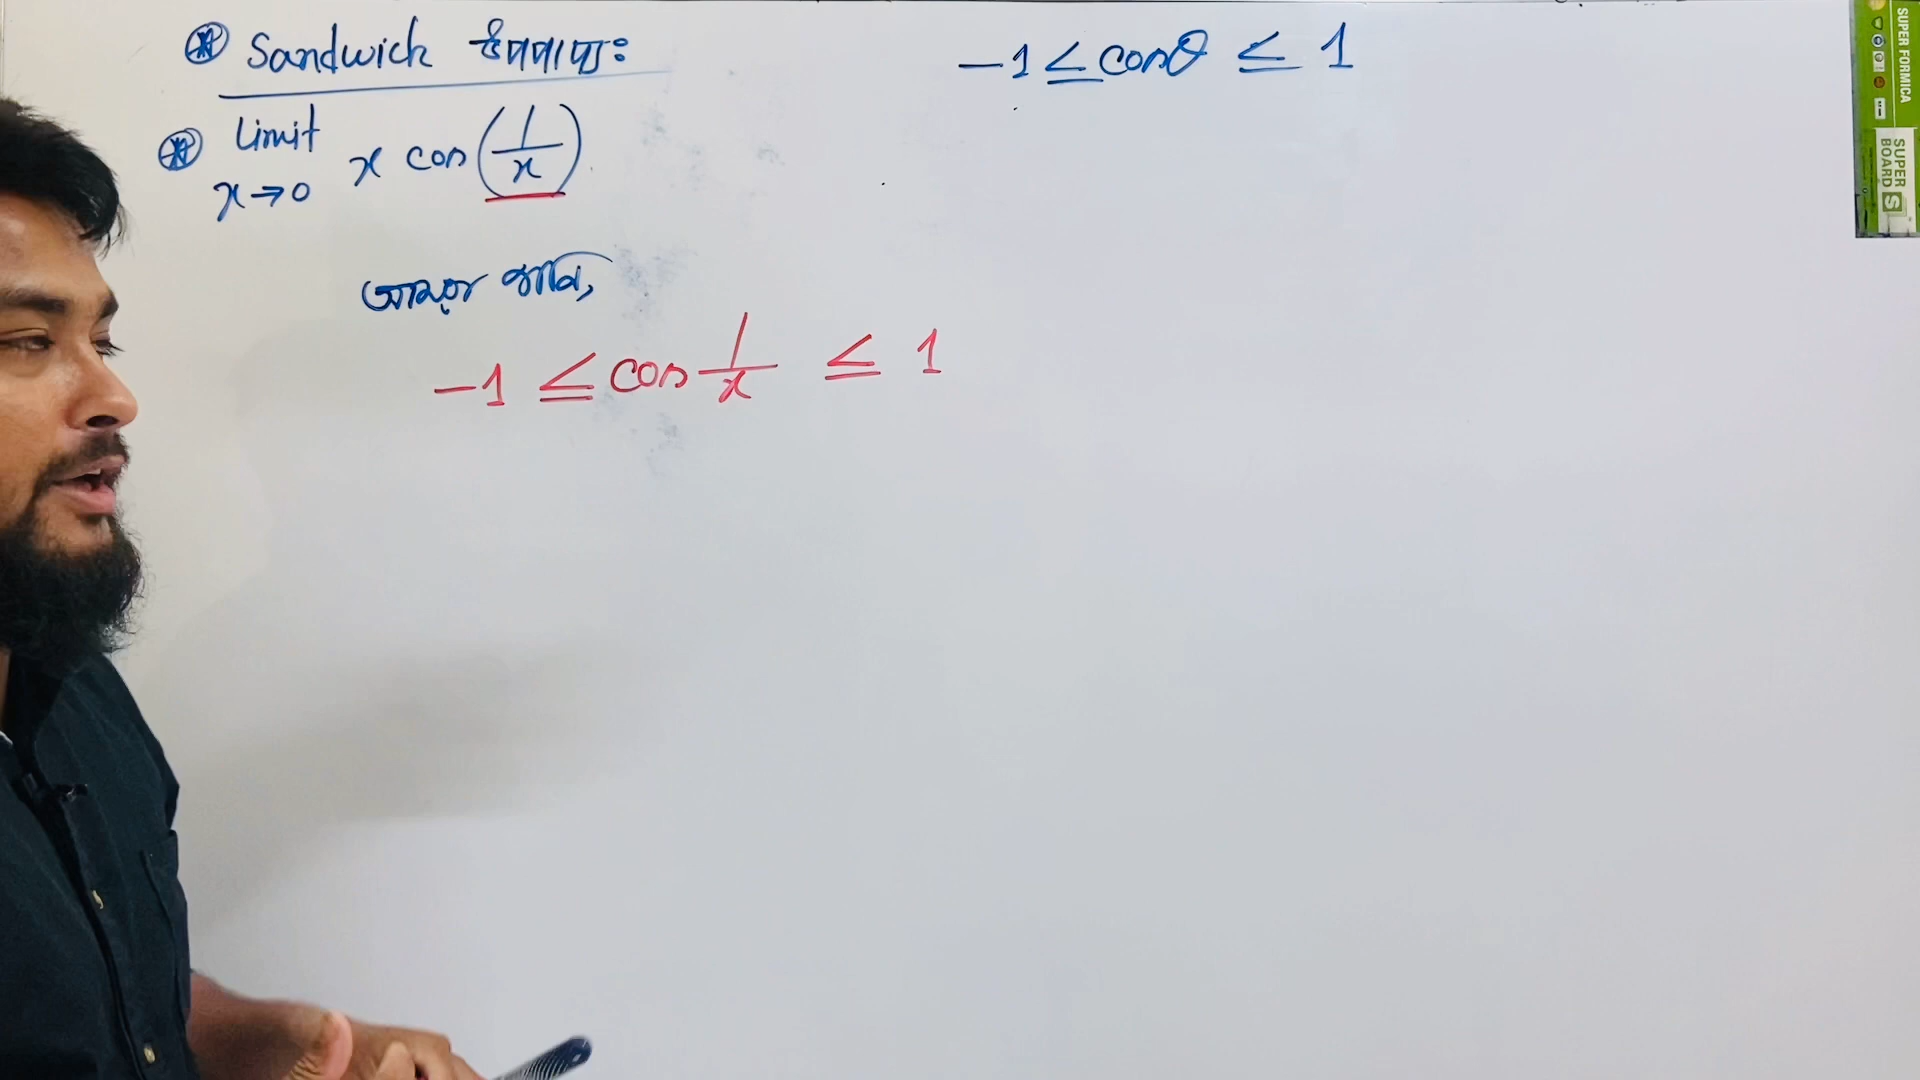 Sandwich উপপাদ্যঃ
-1 ≤ cosθ ≤ 1
Limit x→0 x cos(1/x)
আমরা জানি,
-1 ≤ cos 1/x ≤ 1
SUPER FORMICA
SUPER BOARD S